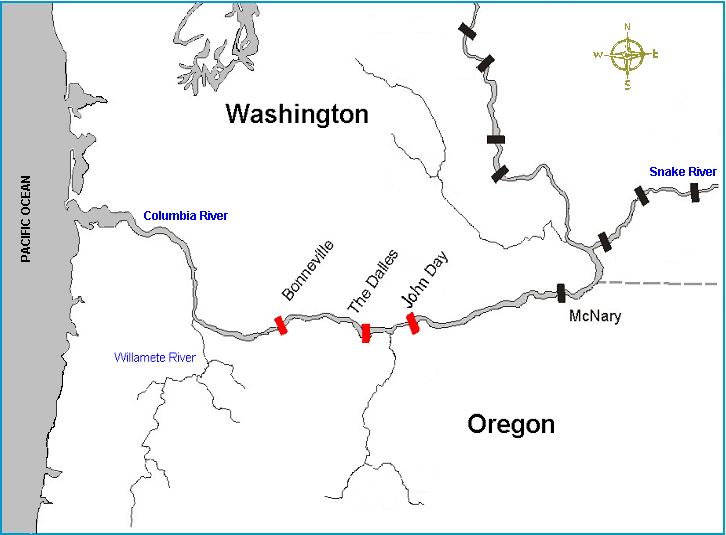 N
W E
S
Washington
Snake River
PACIFIC OCEAN
Columbia River
Bonneville
The Dalles
John Day
McNary
Willamete River
Oregon